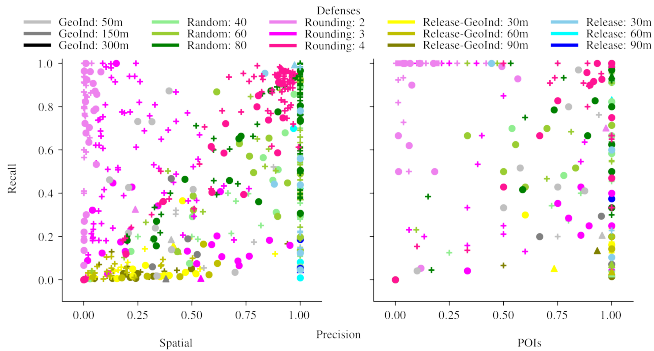 Defenses
GeoInd: 50m
GeoInd: 150m
GeoInd: 300m
Random: 40
Random: 60
Random: 80
Rounding: 2
Rounding: 3
Rounding: 4
Release-GeoInd: 30m
Release-GeoInd: 60m
Release-GeoInd: 90m
Release: 30m
Release: 60m
Release: 90m
Recall
1.0
0.8
0.6
0.4
0.2
0.0
0.00 0.25 0.50 0.75 1.00
0.00 0.25 0.50 0.75 1.00
Precision
Spatial
POIs